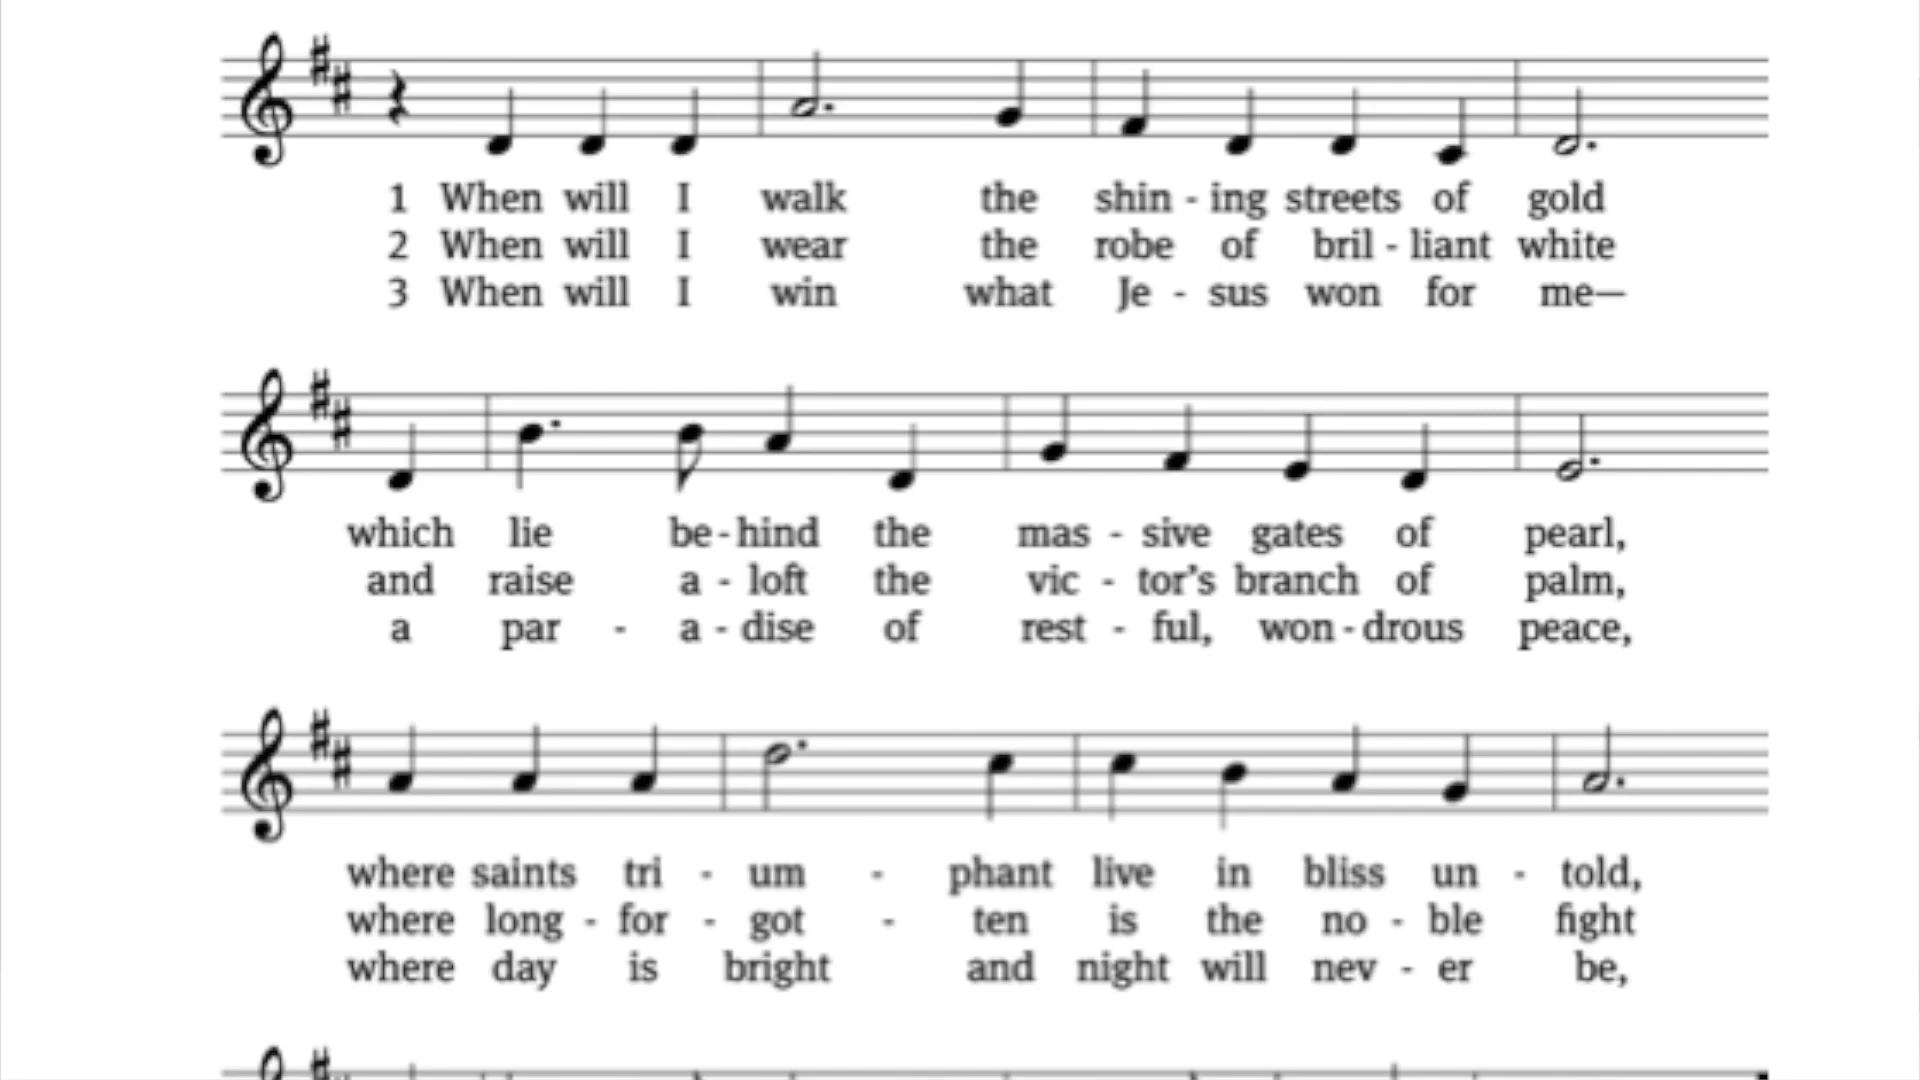 1 When will I walk the shin - ing streets of gold
2 When will I wear the robe of bril - liant white
3 When will I win what Je - sus won for me—
which lie be - hind the mas - sive gates of pearl,
and raise a - loft the vic - tor's branch of palm,
a par - a - dise of rest - ful, won - drous peace,
where saints tri - um - phant live in bliss un - told,
where long - for - got - ten is the no - ble fight
where day is bright and night will nev - er be,